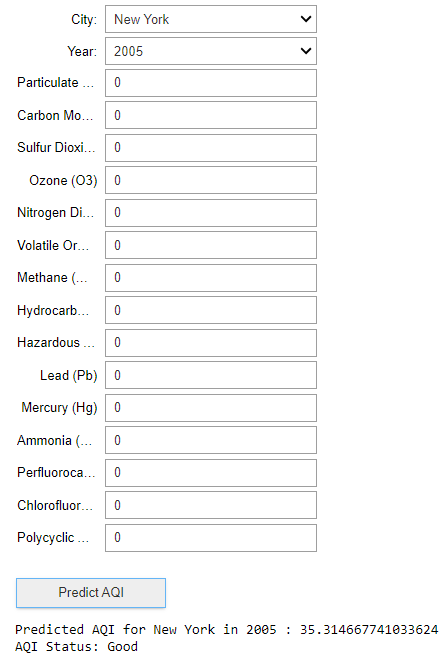 City: New York
Year: 2005
Particulate ... 0
Carbon Mo... 0
Sulfur Dioxi... 0
Ozone (O3) 0
Nitrogen Di... 0
Volatile Or... 0
Methane (... 0
Hydrocarb... 0
Hazardous ... 0
Lead (Pb) 0
Mercury (Hg) 0
Ammonia (... 0
Perfluoroca... 0
Chlorofluor... 0
Polycyclic ... 0
Predict AQI
Predicted AQI for New York in 2005 : 35.314667741033624
AQI Status: Good